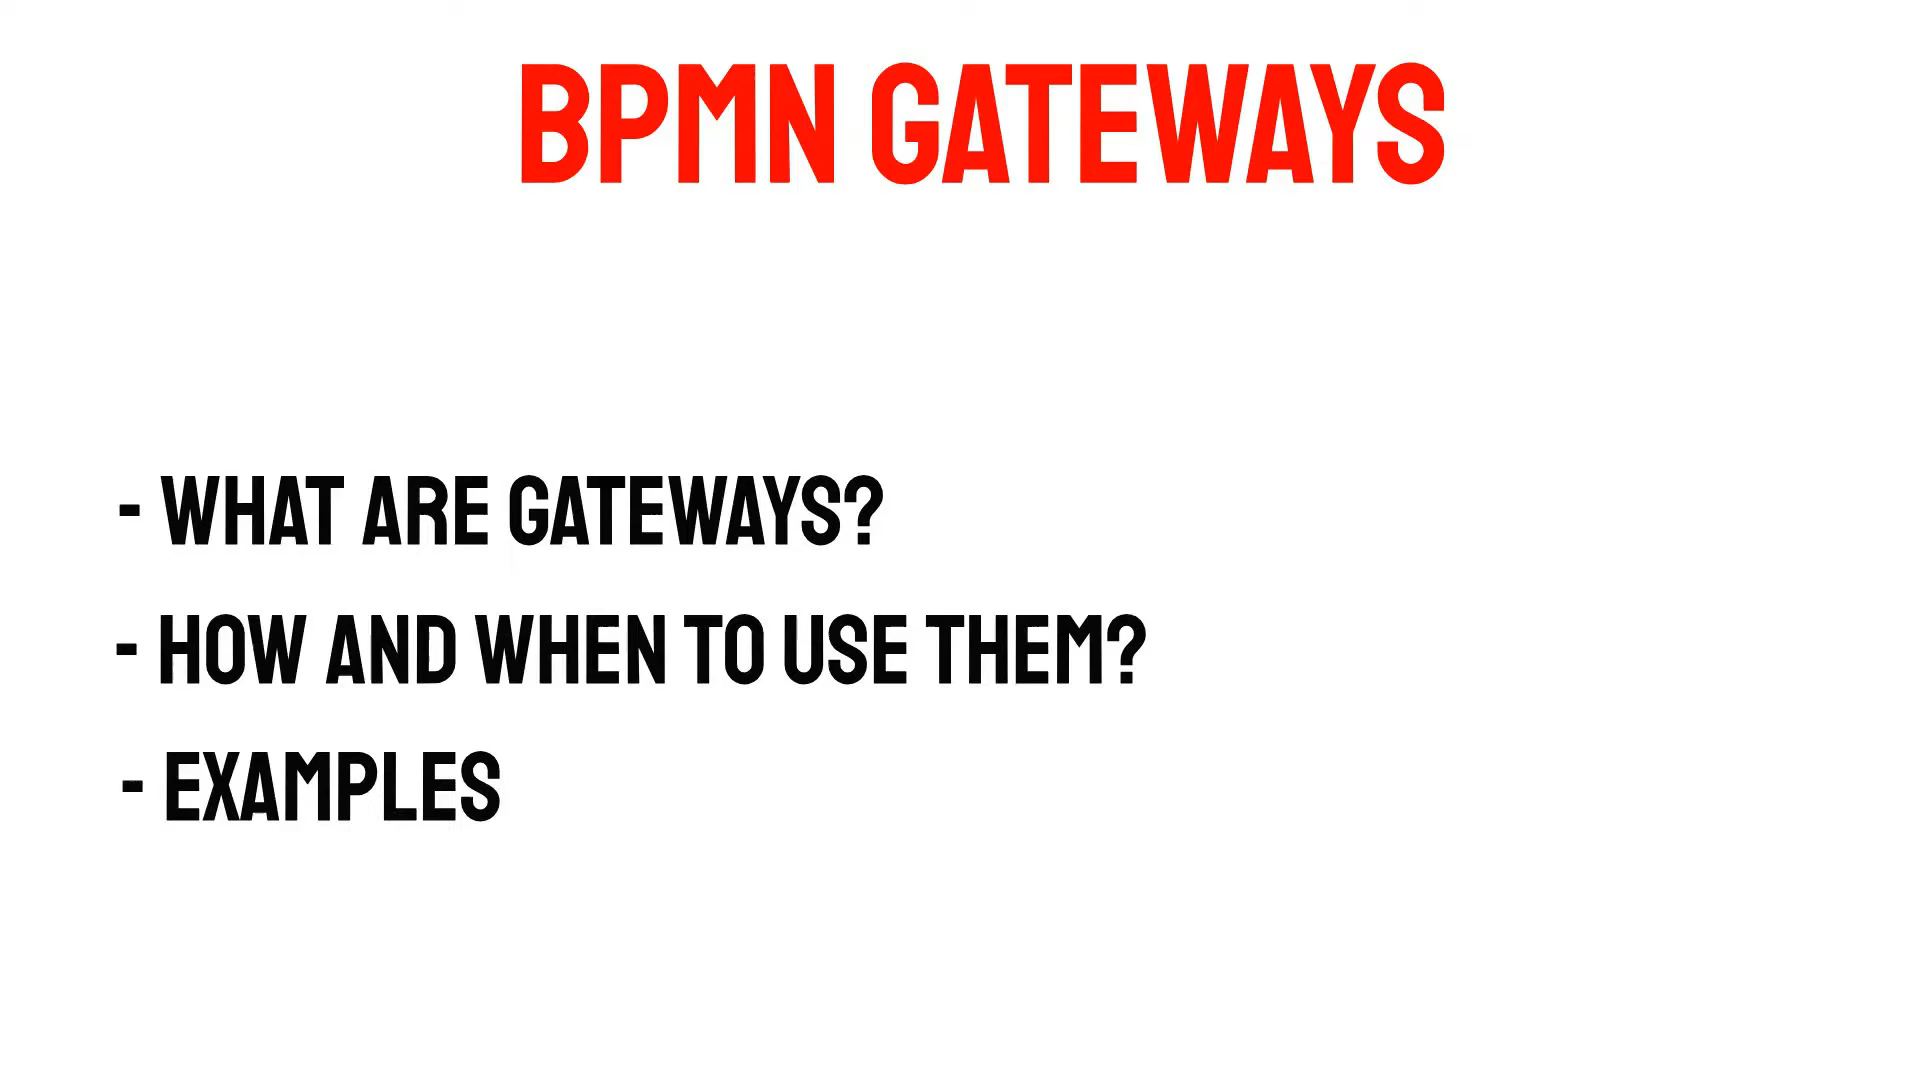 BPMN GATEWAYS
- WHAT ARE GATEWAYS?
- HOW AND WHEN TO USE THEM?
- EXAMPLES